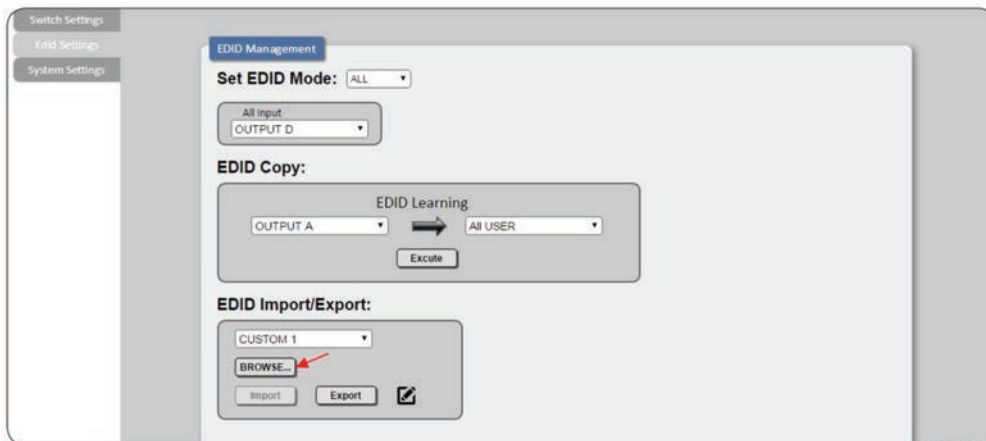 Switch Settings
Edid Settings
System Settings
EDID Management
Set EDID Mode: ALL
All Input
OUTPUT D
EDID Copy:
EDID Learning
OUTPUT A All USER
Excute
EDID Import/Export:
CUSTOM 1
BROWSE...
Import Export